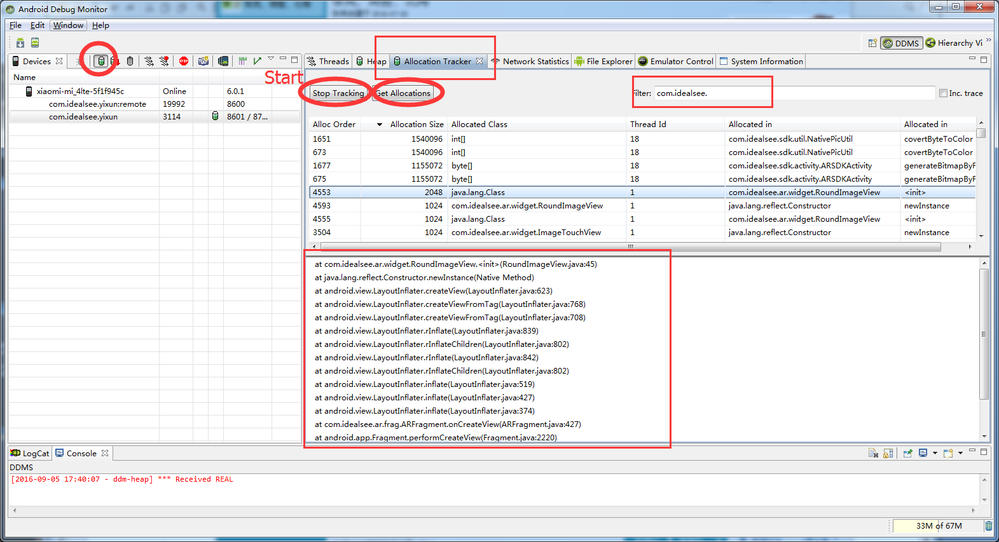 Android Debug Monitor
File Edit Window Help
DDMS Hierarchy Vi
Devices
Threads Heap Allocation Tracker Network Statistics File Explorer Emulator Control System Information
Name
Start
xiaomi-mi_4lte-5f1f945c Online 6.0.1
com.idealsee.yixun:remote 19992 8600
com.idealsee.yixun 3114 8601 / 87...
Stop Tracking Get Allocations Filter: com.idealsee. Inc. trace
Alloc Order Allocation Size Allocated Class Thread Id Allocated in Allocated in
1651 1540096 int[] 18 com.idealsee.sdk.util.NativePicUtil covertByteToColor
673 1540096 int[] 18 com.idealsee.sdk.util.NativePicUtil covertByteToColor
1677 1155072 byte[] 18 com.idealsee.sdk.activity.ARSDKActivity generateBitmapByF
675 1155072 byte[] 18 com.idealsee.sdk.activity.ARSDKActivity generateBitmapByF
4553 2048 java.lang.Class 1 com.idealsee.ar.widget.RoundImageView <init>
4593 1024 com.idealsee.ar.widget.RoundImageView 1 java.lang.reflect.Constructor newInstance
4555 1024 java.lang.Class 1 com.idealsee.ar.widget.RoundImageView <init>
3504 1024 com.idealsee.ar.widget.ImageTouchView 1 java.lang.reflect.Constructor newInstance
at com.idealsee.ar.widget.RoundImageView.<init>(RoundImageView.java:45)
at java.lang.reflect.Constructor.newInstance(Native Method)
at android.view.LayoutInflater.createView(LayoutInflater.java:623)
at android.view.LayoutInflater.createViewFromTag(LayoutInflater.java:768)
at android.view.LayoutInflater.createViewFromTag(LayoutInflater.java:708)
at android.view.LayoutInflater.rInflate(LayoutInflater.java:839)
at android.view.LayoutInflater.rInflateChildren(LayoutInflater.java:802)
at android.view.LayoutInflater.rInflate(LayoutInflater.java:842)
at android.view.LayoutInflater.rInflateChildren(LayoutInflater.java:802)
at android.view.LayoutInflater.inflate(LayoutInflater.java:519)
at android.view.LayoutInflater.inflate(LayoutInflater.java:427)
at android.view.LayoutInflater.inflate(LayoutInflater.java:374)
at com.idealsee.ar.frag.ARFragment.onCreateView(ARFragment.java:427)
at android.app.Fragment.performCreateView(Fragment.java:2220)
LogCat Console
DDMS
[2016-09-05 17:40:07 - ddm-heap] *** Received REAL
33M of 67M